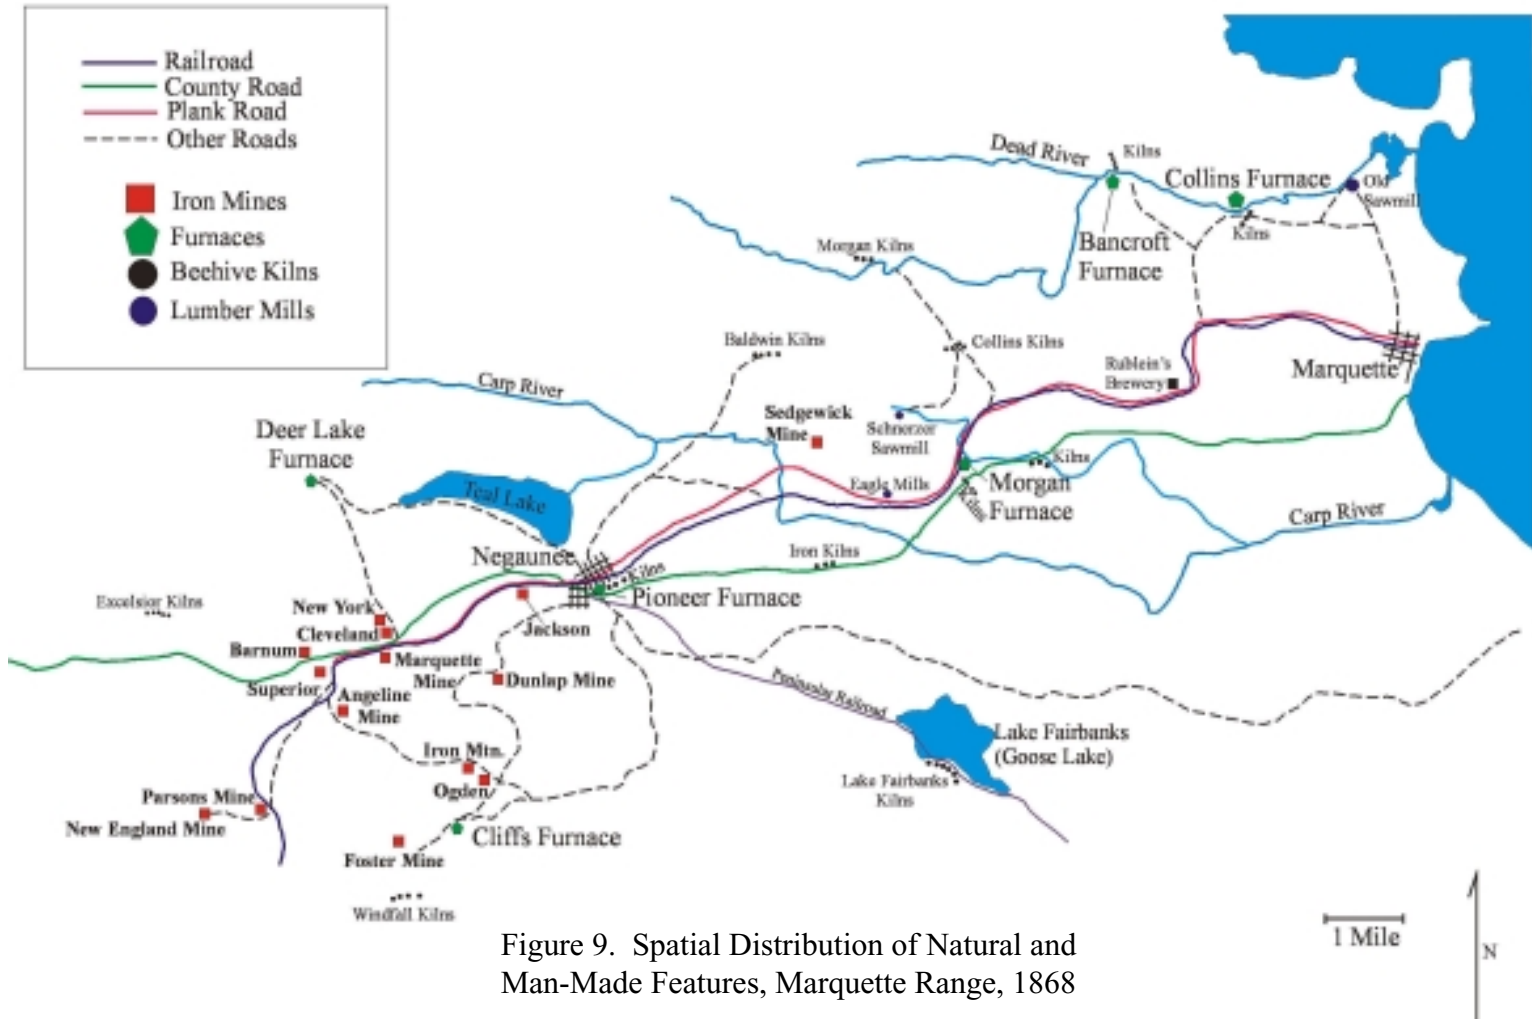 Railroad
County Road
Plank Road
Other Roads
Iron Mines
Furnaces
Beehive Kilns
Lumber Mills
Dead River
Kilns
Collins Furnace
Old
Sawmill
Kilns
Bancroft
Furnace
Morgan Kilns
Baldwin Kilns
Collins Kilns
Rublein's
Brewery
Marquette
Carp River
Sedgewick
Mine
Schnerzer
Sawmill
Deer Lake
Furnace
Teal Lake
Eagle Mills
Kilns
Morgan
Furnace
Kilns
Carp River
Negaunee
Kilns
Iron Kilns
Pioneer Furnace
Excelsior Kilns
New York
Cleveland
Jackson
Barnum
Marquette
Mine
Dunlap Mine
Superior
Angeline
Mine
Peninsula Railroad
Lake Fairbanks
(Goose Lake)
Iron Mtn.
Ogden
Lake Fairbanks
Kilns
Parsons Mine
New England Mine
Cliffs Furnace
Foster Mine
Windfall Kilns
1 Mile
N
Figure 9. Spatial Distribution of Natural and
Man-Made Features, Marquette Range, 1868